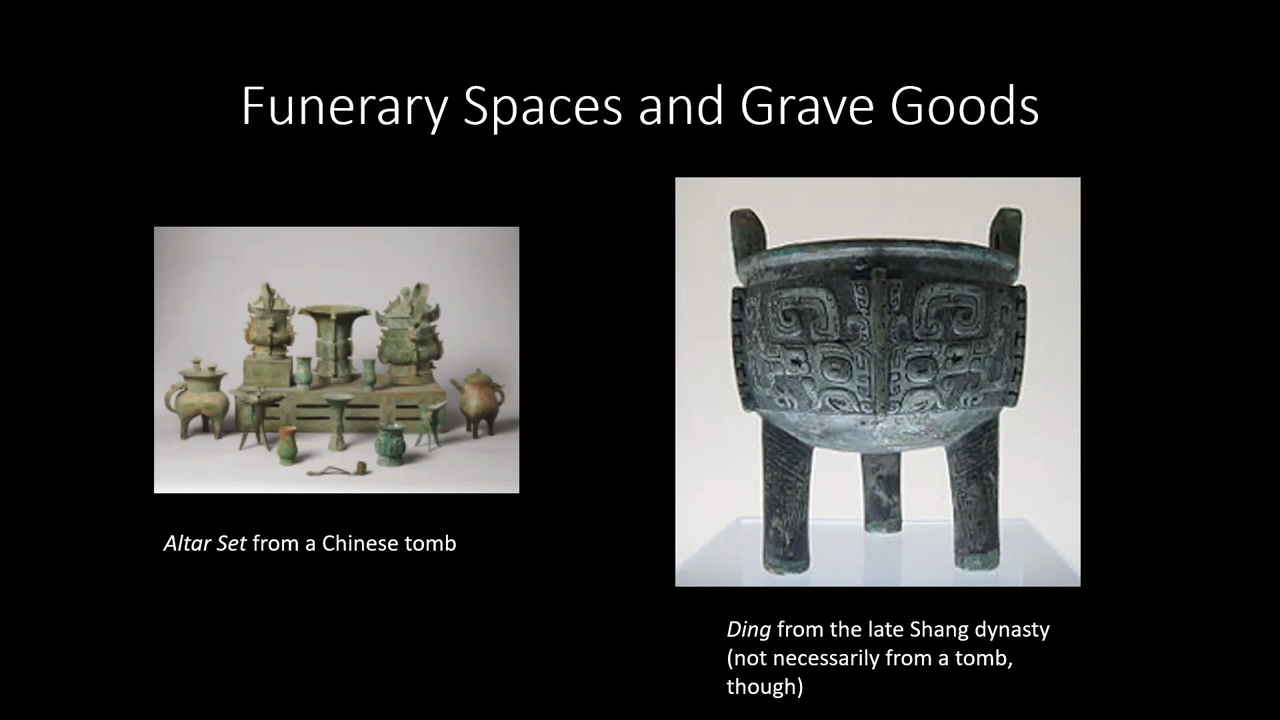 Funerary Spaces and Grave Goods
Altar Set from a Chinese tomb
Ding from the late Shang dynasty
(not necessarily from a tomb,
though)